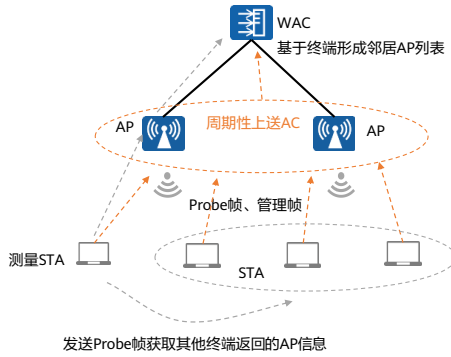 WAC
基于终端形成邻居AP列表
AP
周期性上送AC
AP
Probe帧、管理帧
测量STA
STA
发送Probe帧获取其他终端返回的AP信息